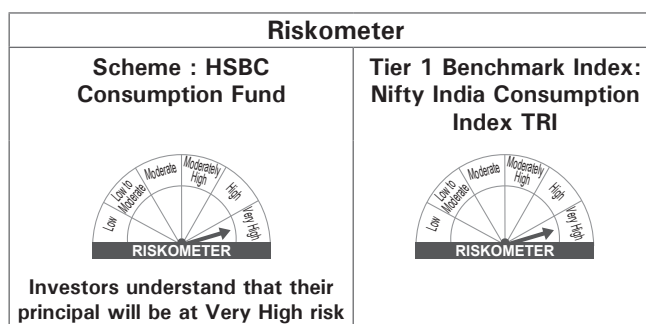 Riskometer
Scheme : HSBC
Consumption Fund
Low
Low to
Moderate
Moderate
Moderately
High
High
Very High
RISKOMETER
Investors understand that their
principal will be at Very High risk
Tier 1 Benchmark Index:
Nifty India Consumption
Index TRI
Low
Low to
Moderate
Moderate
Moderately
High
High
Very High
RISKOMETER